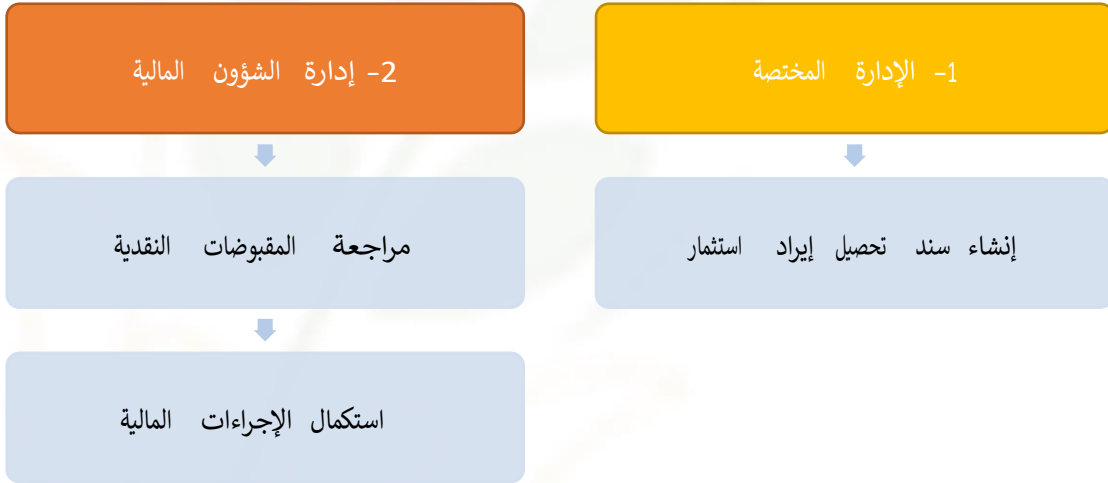 1- الإدارة المختصة
إنشاء سند تحصيل إيراد استثمار
2- إدارة الشؤون المالية
مراجعة المقبوضات النقدية
استكمال الإجراءات المالية